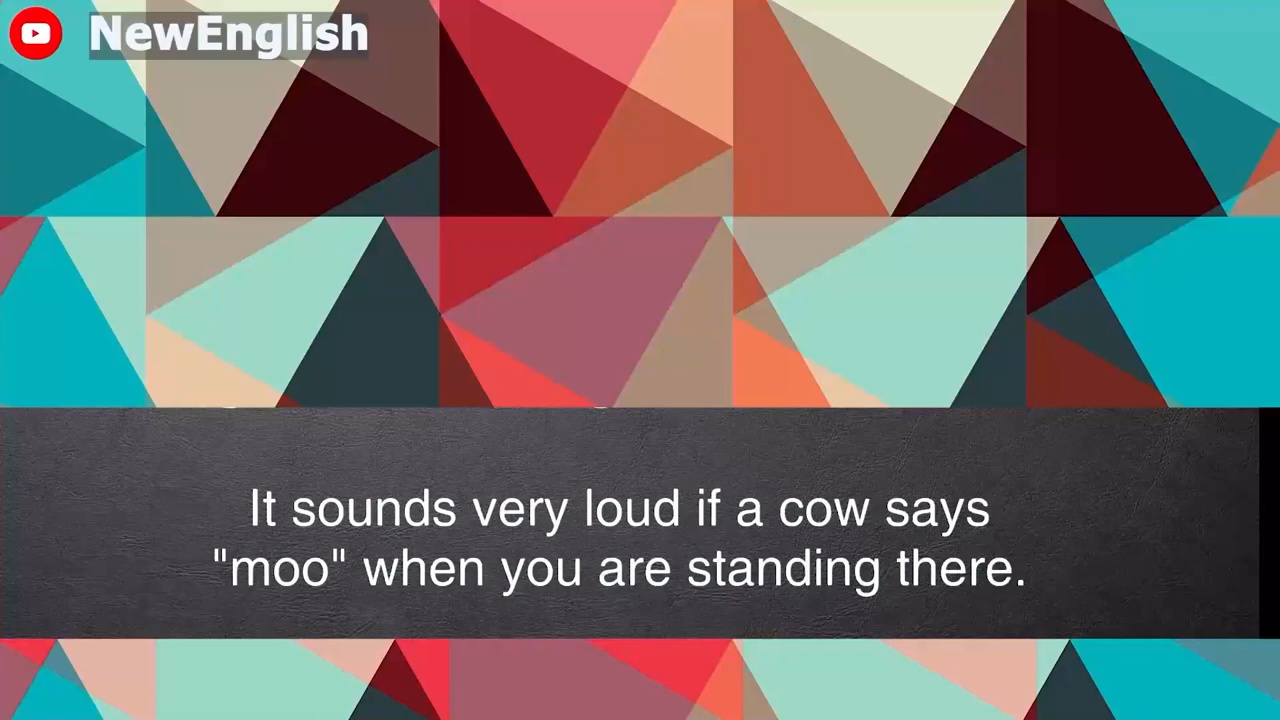 NewEnglish
It sounds very loud if a cow says
"moo" when you are standing there.